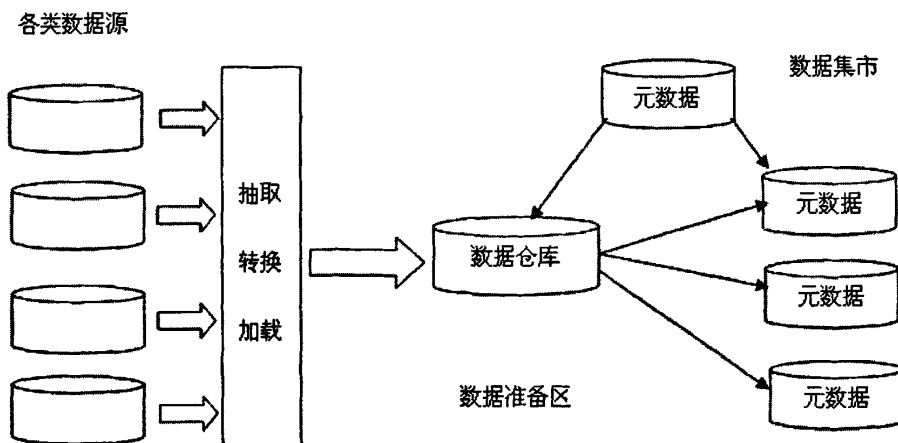 各类数据源
抽取
转换
加载
元数据
数据集市
数据仓库
元数据
元数据
元数据
数据准备区